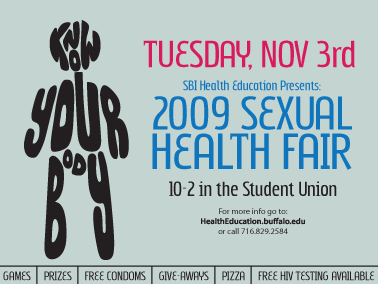 KNOW
YOUR
BODY
TUESDAY, NOV 3rd
SBI Health Education Presents:
2009 SEXUAL
HEALTH FAIR
10-2 in the Student Union
For more info go to:
HealthEducation.buffalo.edu
or call 716.829.2584
GAMES | PRIZES | FREE CONDOMS | GIVE-AWAYS | PIZZA | FREE HIV TESTING AVAILABLE